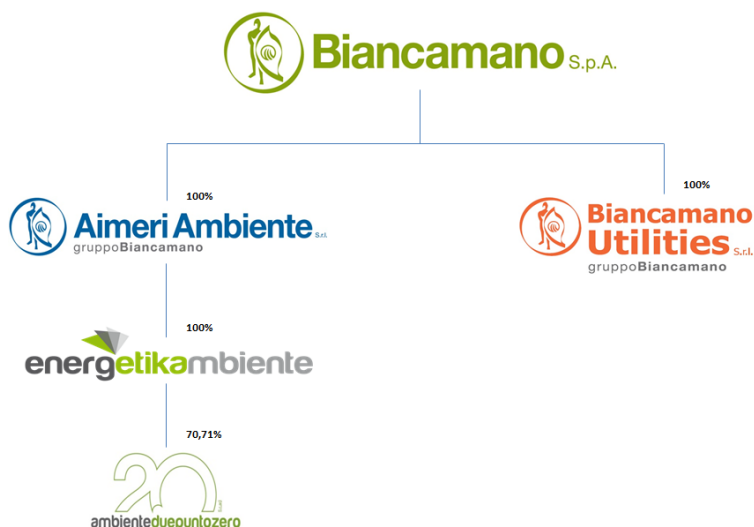 Biancamano S.p.A.
100%
100%
Aimeri Ambiente S.r.l.
gruppoBiancamano
Biancamano
Utilities S.r.l.
gruppoBiancamano
100%
energetikambiente
70,71%
20
ambienteduepuntozero